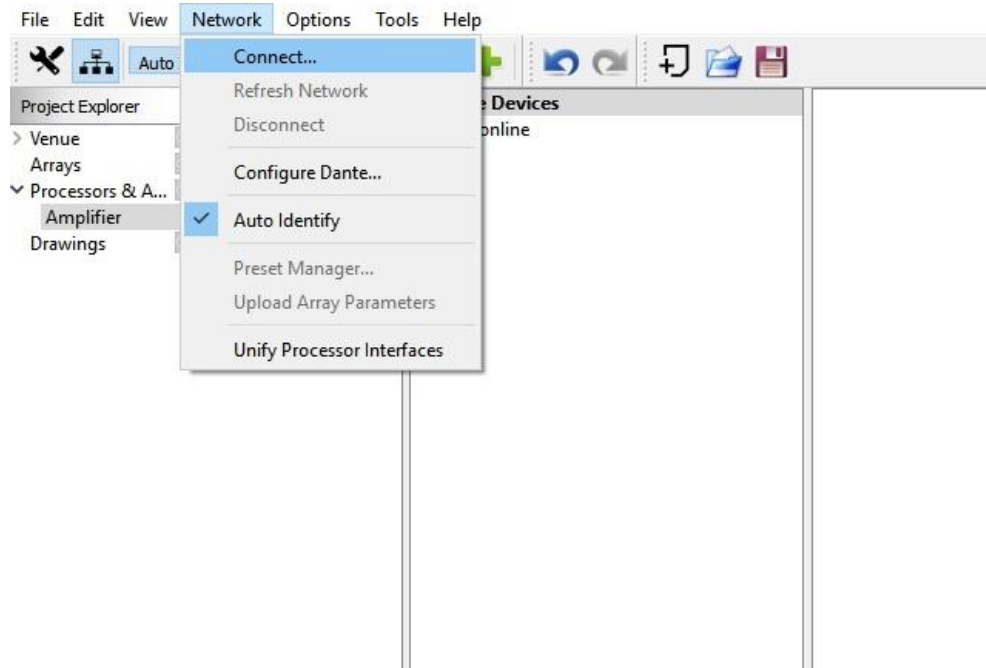 File Edit View Network Options Tools Help
Auto
Connect...
Refresh Network
Disconnect
Configure Dante...
Auto Identify
Preset Manager...
Upload Array Parameters
Unify Processor Interfaces
Project Explorer
Venue
Arrays
Processors & A...
Amplifier
Drawings
Devices
online